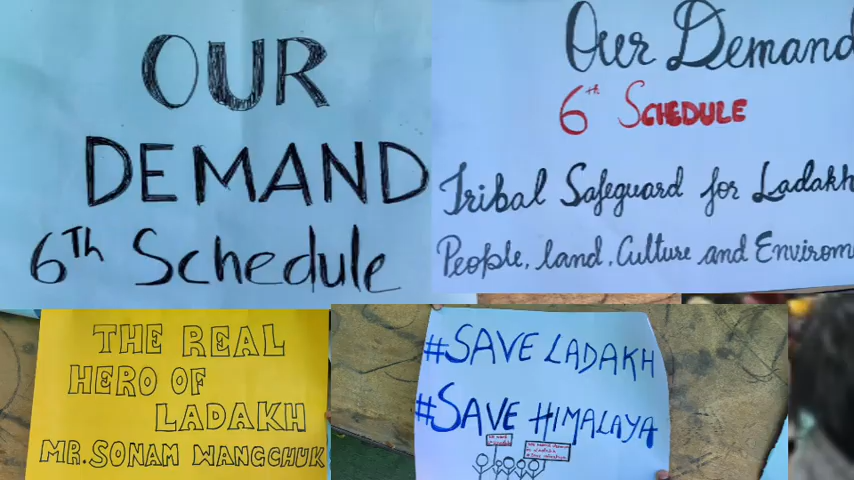 OUR
DEMAND
6Th Schedule
Our Demand
6th SCHEDULE
Tribal Safeguard for Ladakh
People, land, Culture and Environm
THE REAL
HERO OF
LADAKH
MR. SONAM WANGCHUK
#SAVE LADAKH
#SAVE HIMALAYA